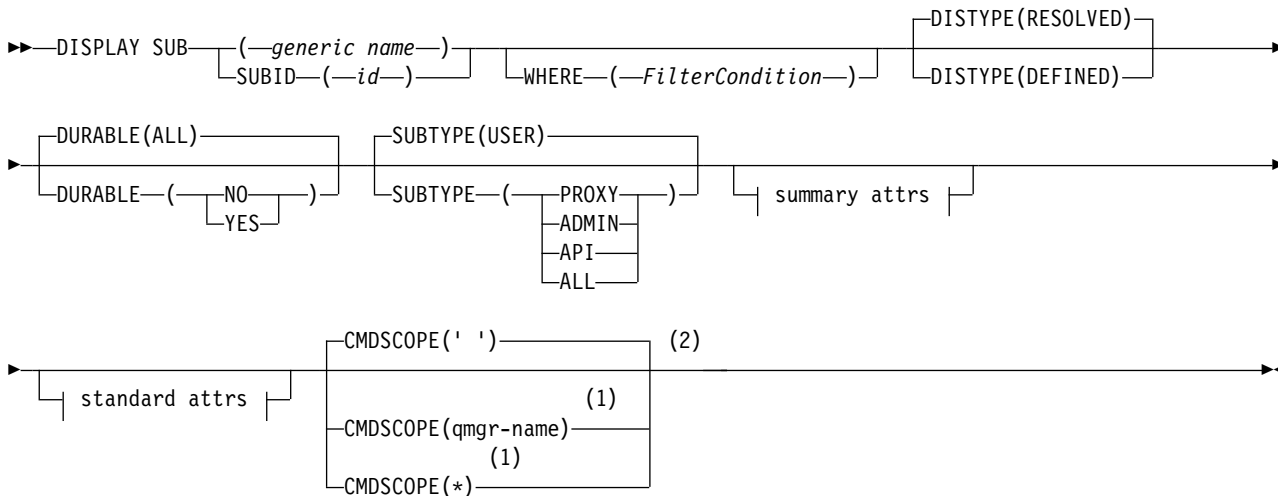 DISTYPE(RESOLVED)
DISPLAY SUB ( generic name )
SUBID ( id )
WHERE ( FilterCondition )
DISTYPE(DEFINED)
DURABLE(ALL)
DURABLE ( NO )
YES
SUBTYPE(USER)
SUBTYPE ( PROXY )
ADMIN
API
ALL
summary attrs
standard attrs
CMDSCOPE(' ') (2)
(1)
CMDSCOPE(qmgr-name)
(1)
CMDSCOPE(*)